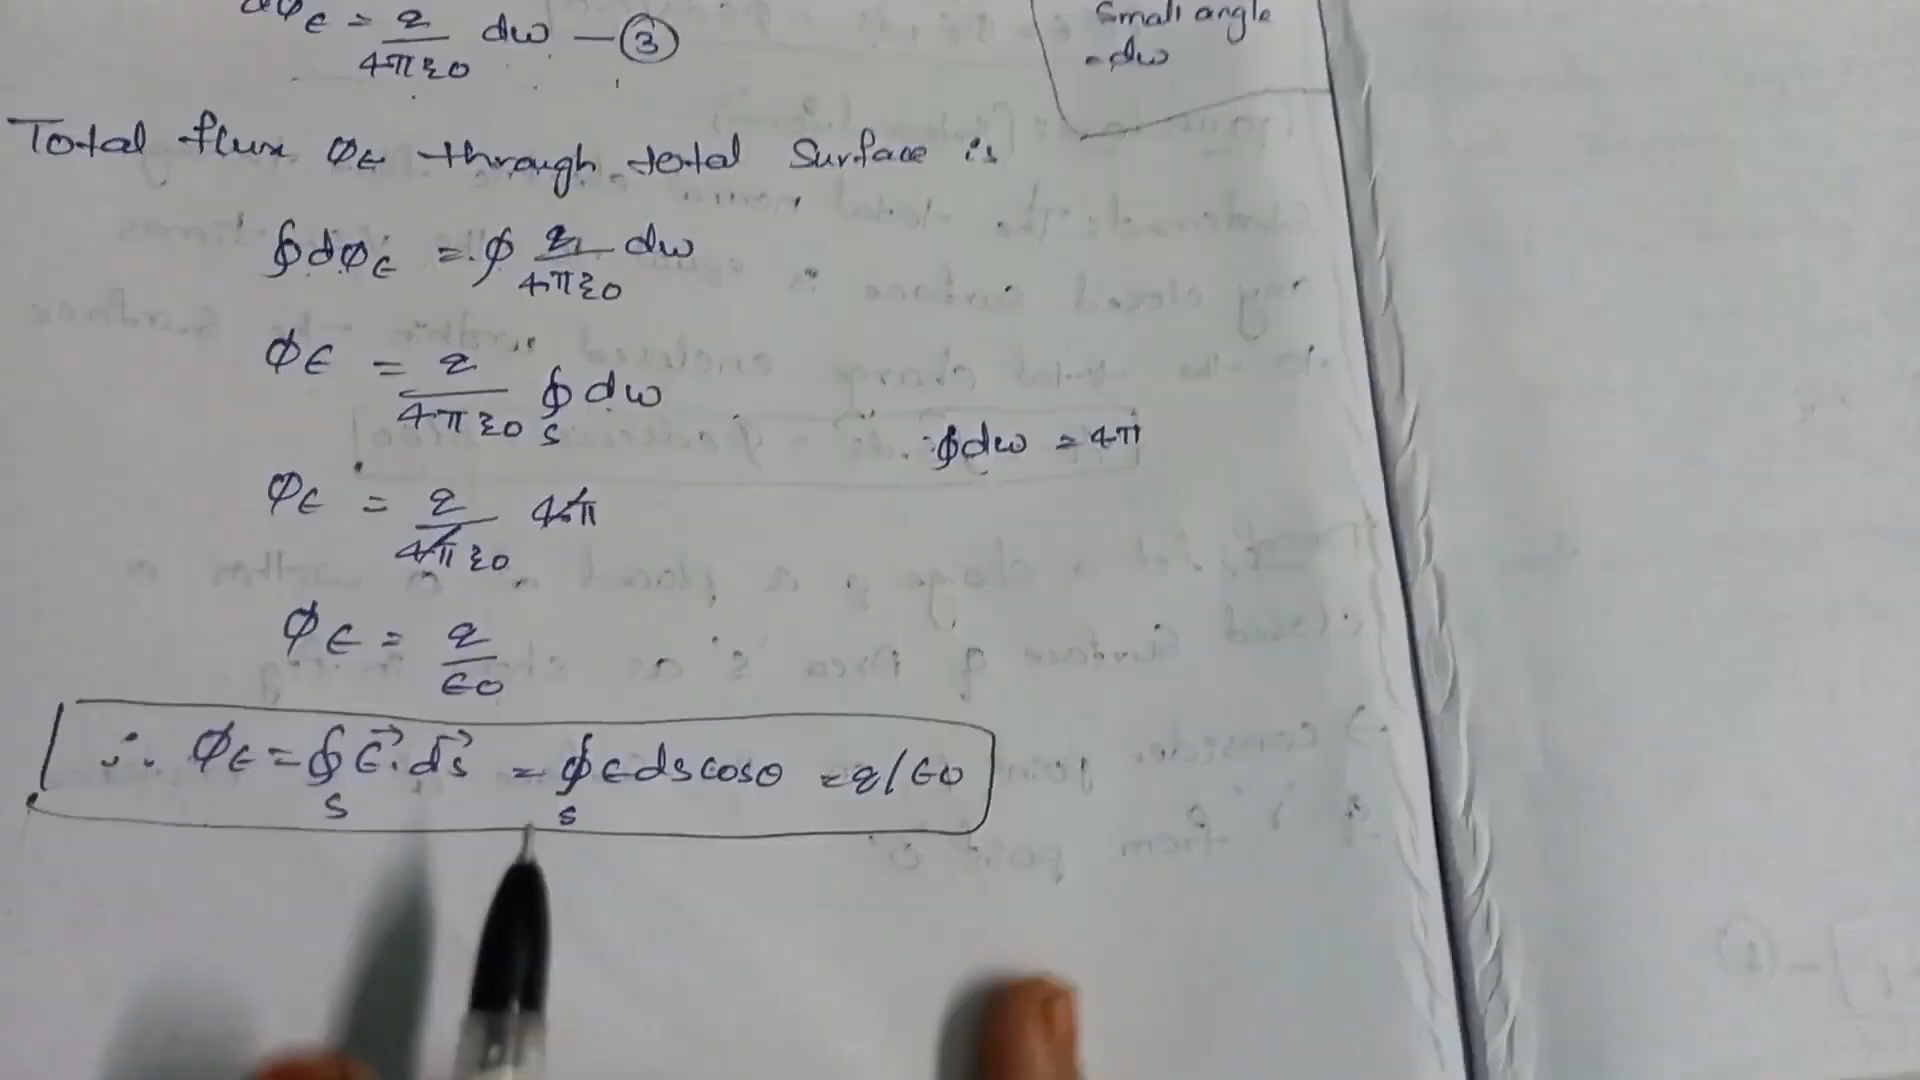 dφE = q/4πε0 dω — ③
Small angle
dω
Total flux φE through total surface is
∮dφE = ∮ q/4πε0 dω
φE = q/4πε0 ∮s dω
∮dω = 4π
φE = q/4πε0 4π
φE = q/ε0
∴ φE = ∮s E⃗.ds⃗ = ∮s E ds cosθ = q/ε0